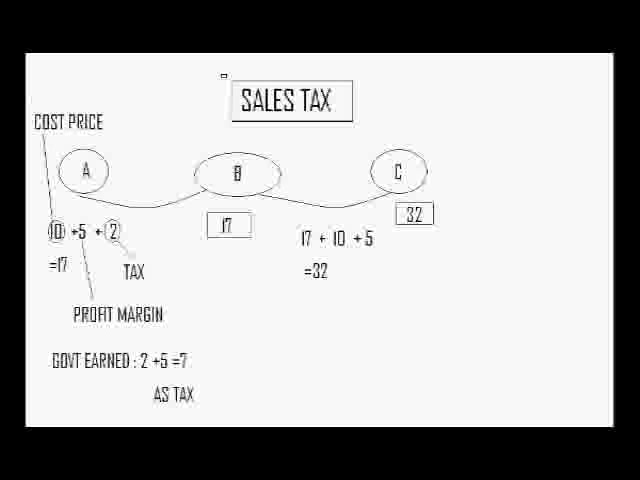 SALES TAX
COST PRICE
A
B
C
17
32
10 +5 + 2
=17
TAX
PROFIT MARGIN
17 + 10 + 5
=32
GOVT EARNED : 2 +5 =7
AS TAX